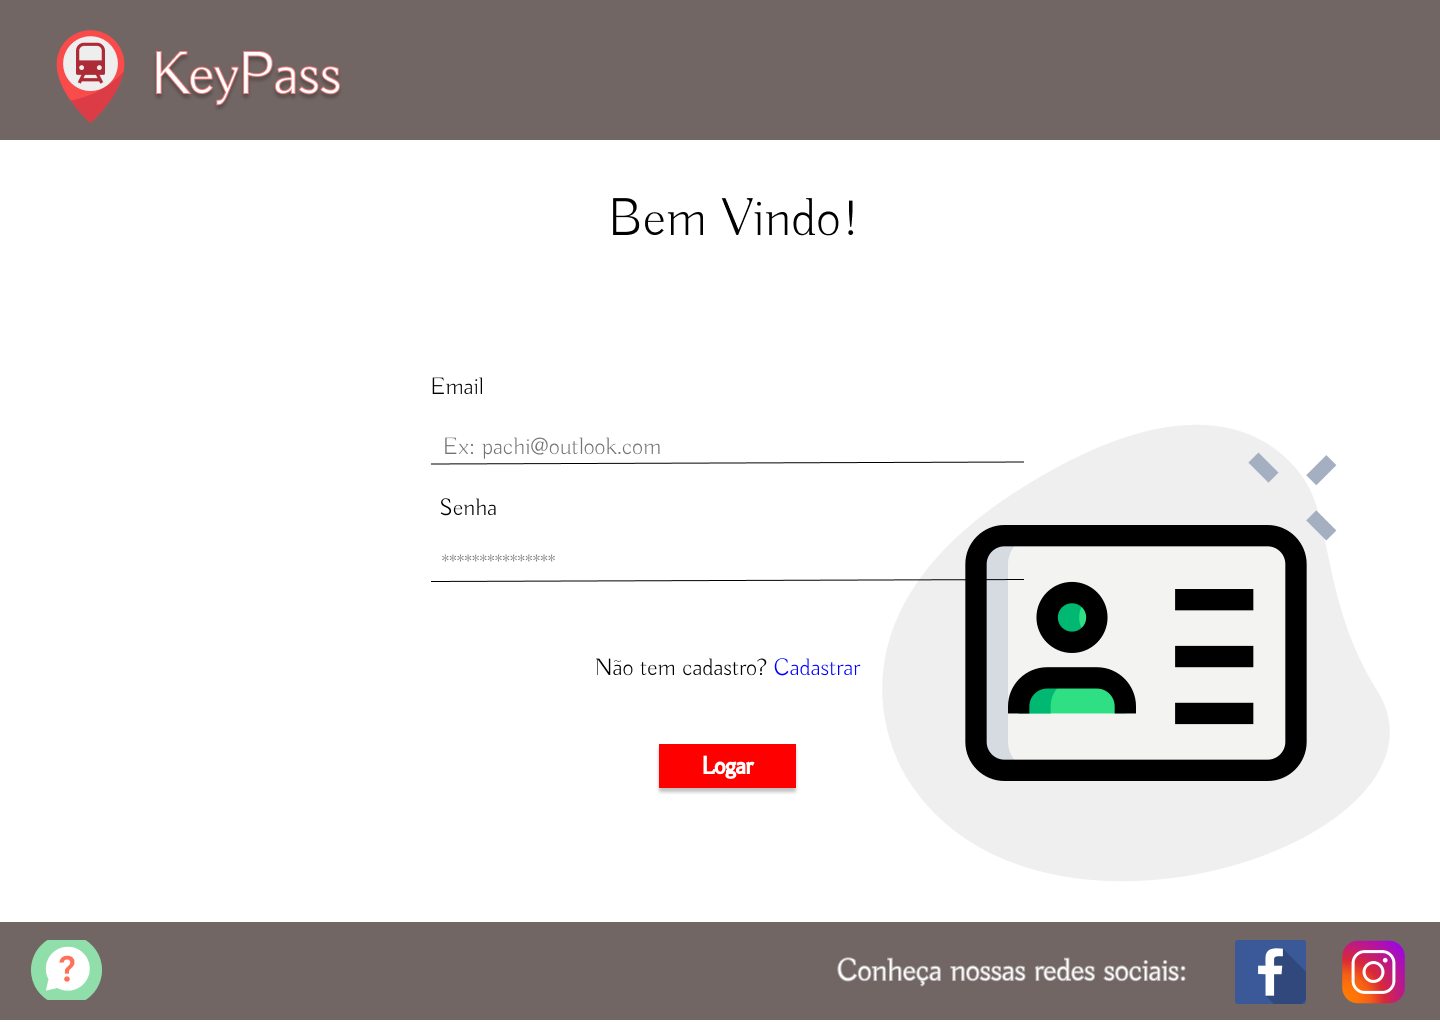 KeyPass
Bem Vindo!
Email
Ex: pachi@outlook.com
Senha
***************
Não tem cadastro? Cadastrar
Logar
?
Conheça nossas redes sociais:
f